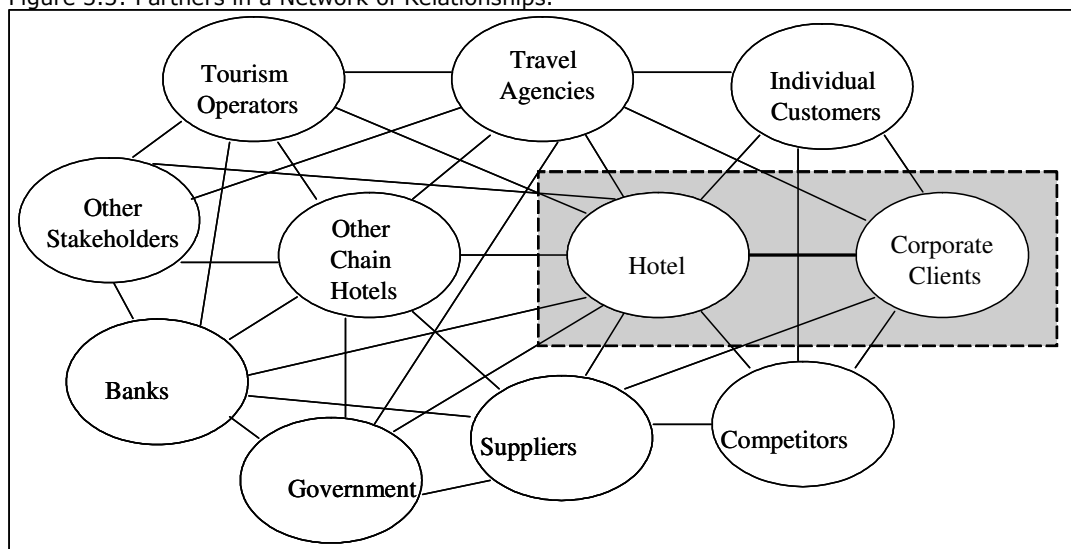 Figure 3.3: Partners in a Network of Relationships.
Tourism
Operators
Travel
Agencies
Individual
Customers
Other
Stakeholders
Other
Chain
Hotels
Hotel
Corporate
Clients
Banks
Government
Suppliers
Competitors